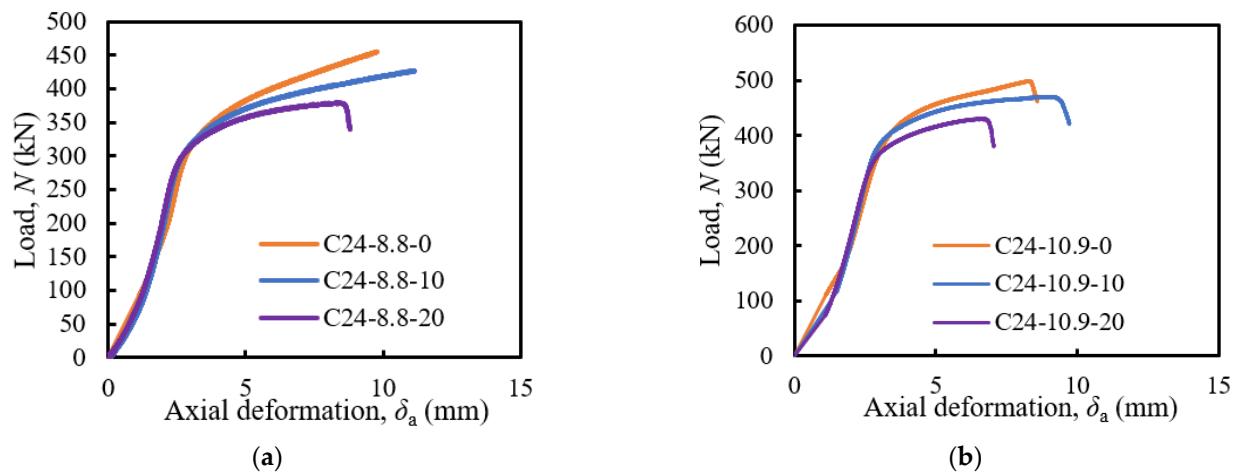 500
450
400
350
300
250
200
150
100
50
0
Load, N (kN)
C24-8.8-0
C24-8.8-10
C24-8.8-20
0 5 10 15
Axial deformation, δa (mm)
(a)
600
500
400
300
200
100
0
Load, N (kN)
C24-10.9-0
C24-10.9-10
C24-10.9-20
0 5 10 15
Axial deformation, δa (mm)
(b)